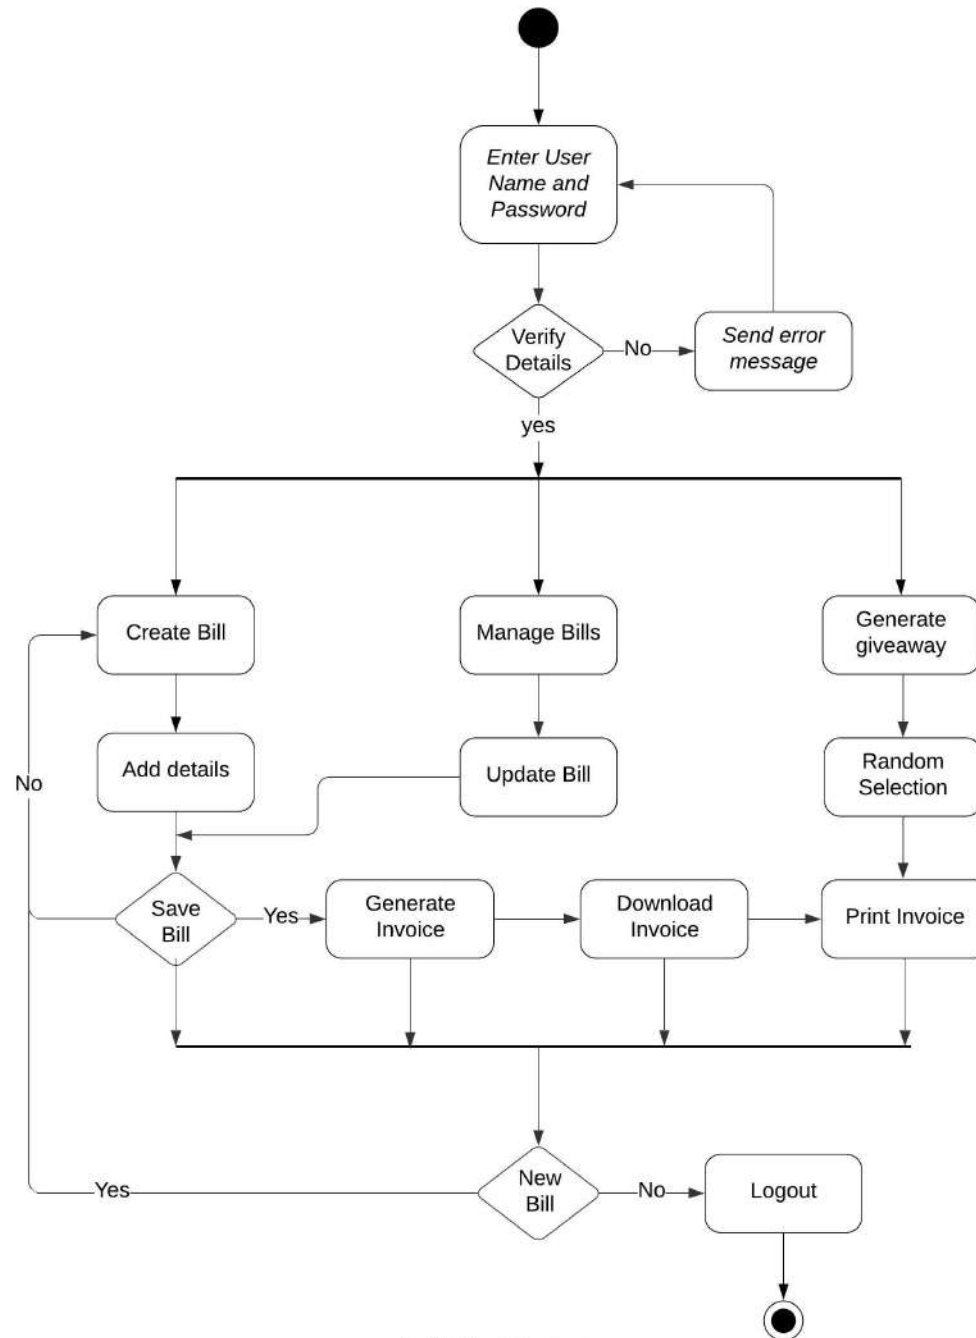 Enter User
Name and
Password
Verify
Details
No
Send error
message
yes
Create Bill
Manage Bills
Generate
giveaway
Add details
Update Bill
Random
Selection
No
Save
Bill
Yes
Generate
Invoice
Download
Invoice
Print Invoice
New
Bill
Yes
No
Logout